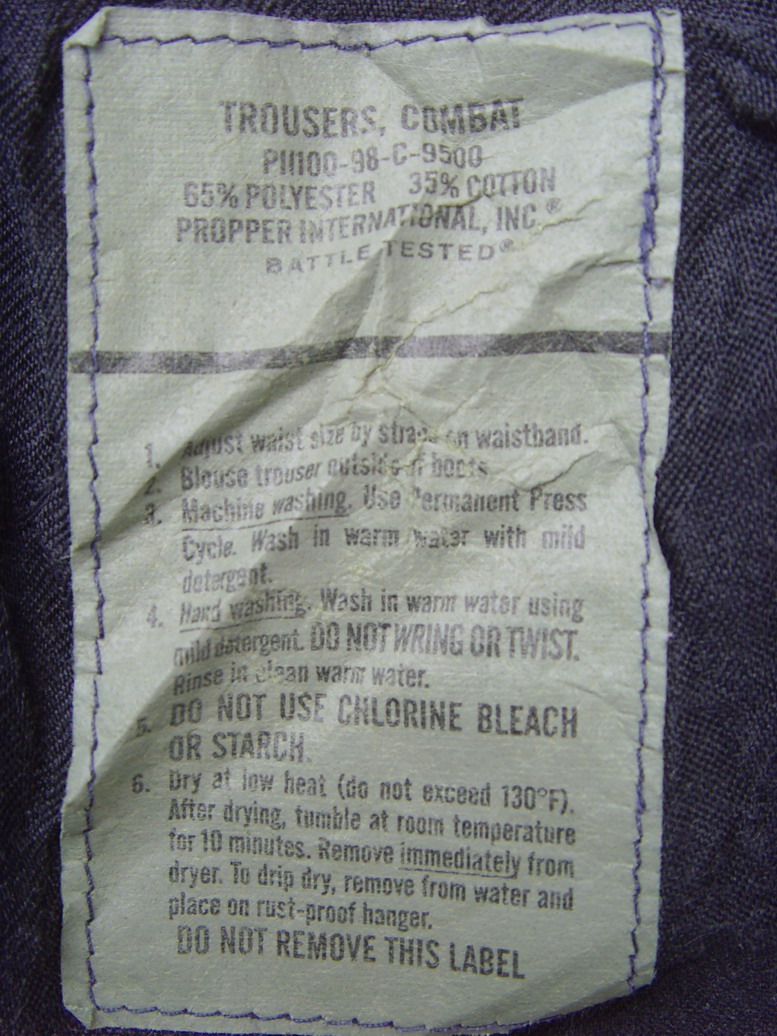 TROUSERS, COMBAT
PIII100-98-C-9500
65% POLYESTER 35% COTTON
PROPPER INTERNATIONAL, INC.®
BATTLE TESTED®
1. Adjust waist size by straps on waistband.
2. Blouse trouser outside of boots
3. Machine washing. Use Permanent Press
Cycle. Wash in warm water with mild
detergent.
4. Hand washing. Wash in warm water using
mild detergent. DO NOT WRING OR TWIST.
Rinse in clean warm water.
5. DO NOT USE CHLORINE BLEACH
OR STARCH.
6. Dry at low heat (do not exceed 130°F).
After drying, tumble at room temperature
for 10 minutes. Remove immediately from
dryer. To drip dry, remove from water and
place on rust-proof hanger.
DO NOT REMOVE THIS LABEL